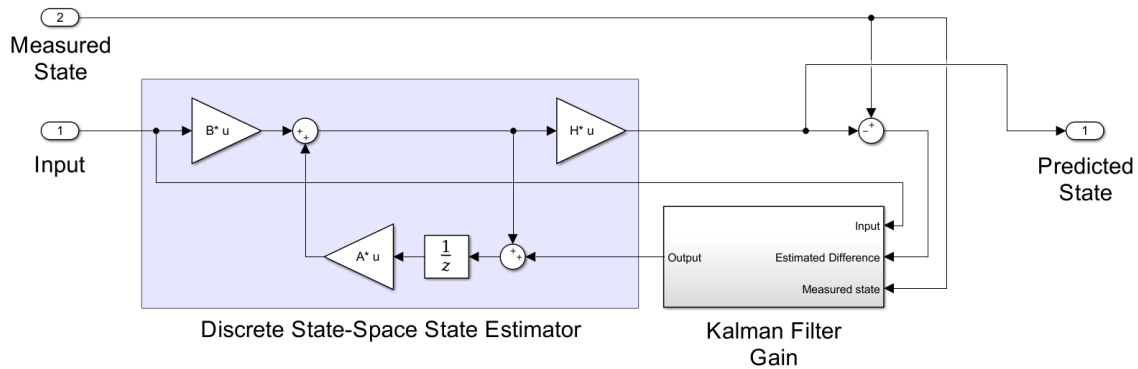 2
Measured
State
1
Input
B* u
+
+
H* u
+
−
1
Predicted
State
A* u
1
z
+
+
Output
Input
Estimated Difference
Measured state
Discrete State-Space State Estimator
Kalman Filter
Gain